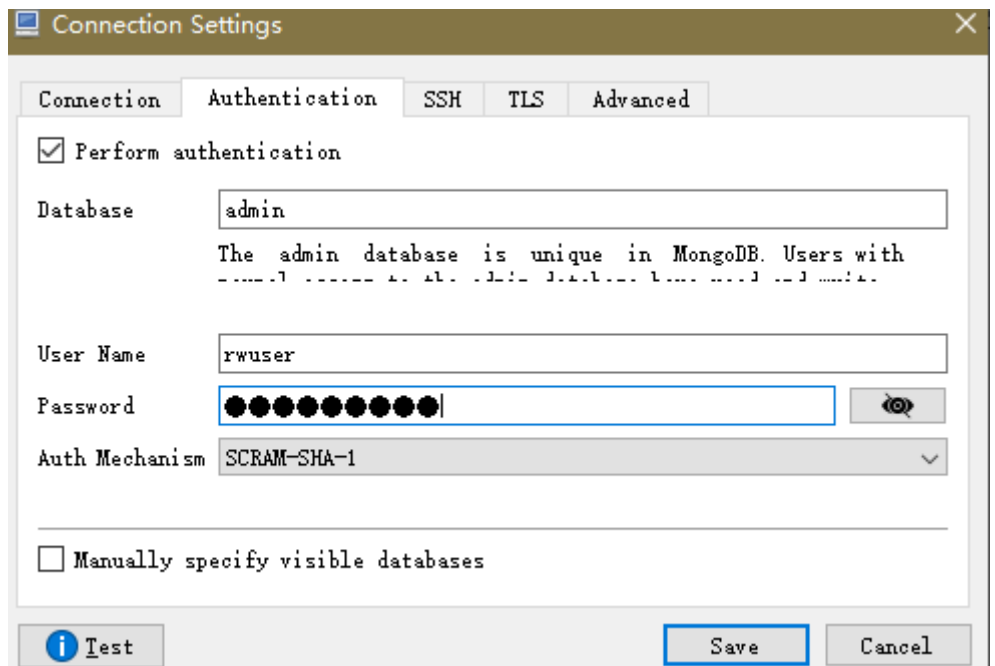 Connection Settings
Connection Authentication SSH TLS Advanced
Perform authentication
Database admin
The admin database is unique in MongoDB. Users with
User Name rwuser
Password
Auth Mechanism SCRAM-SHA-1
Manually specify visible databases
Test Save Cancel